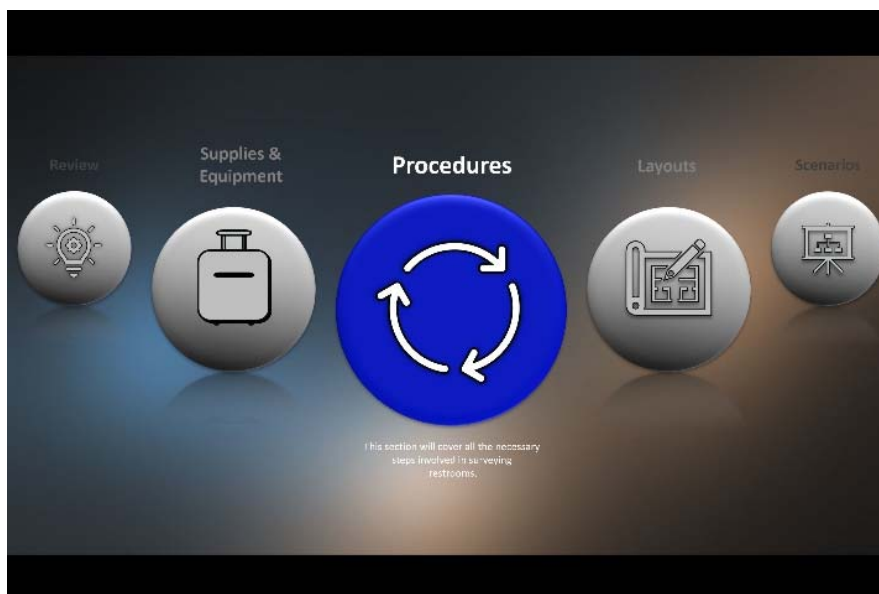 Review
Supplies &
Equipment
Procedures
Layouts
Scenarios
This section will cover all the necessary
steps involved in surveying
restrooms.